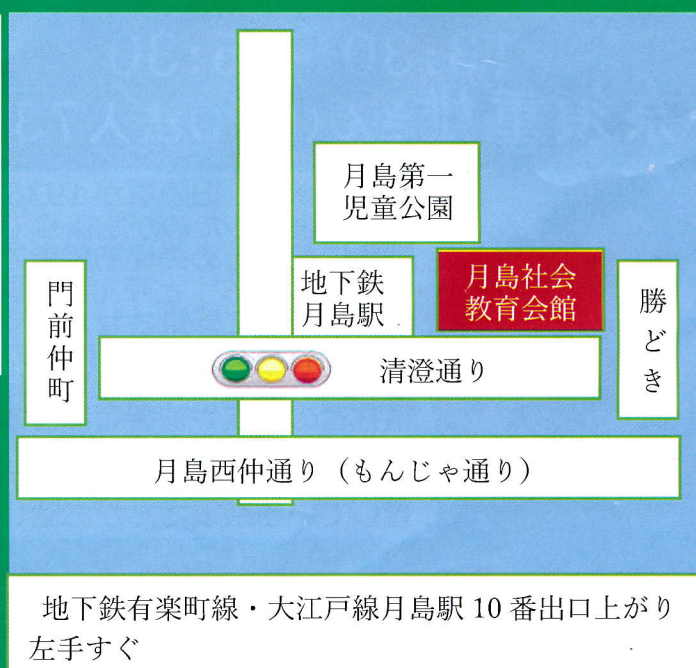 月島第一
児童公園
地下鉄
月島駅
月島社会
教育会館
門前仲町
勝どき
清澄通り
月島西仲通り（もんじゃ通り）
地下鉄有楽町線・大江戸線月島駅 10 番出口上がり
左手すぐ